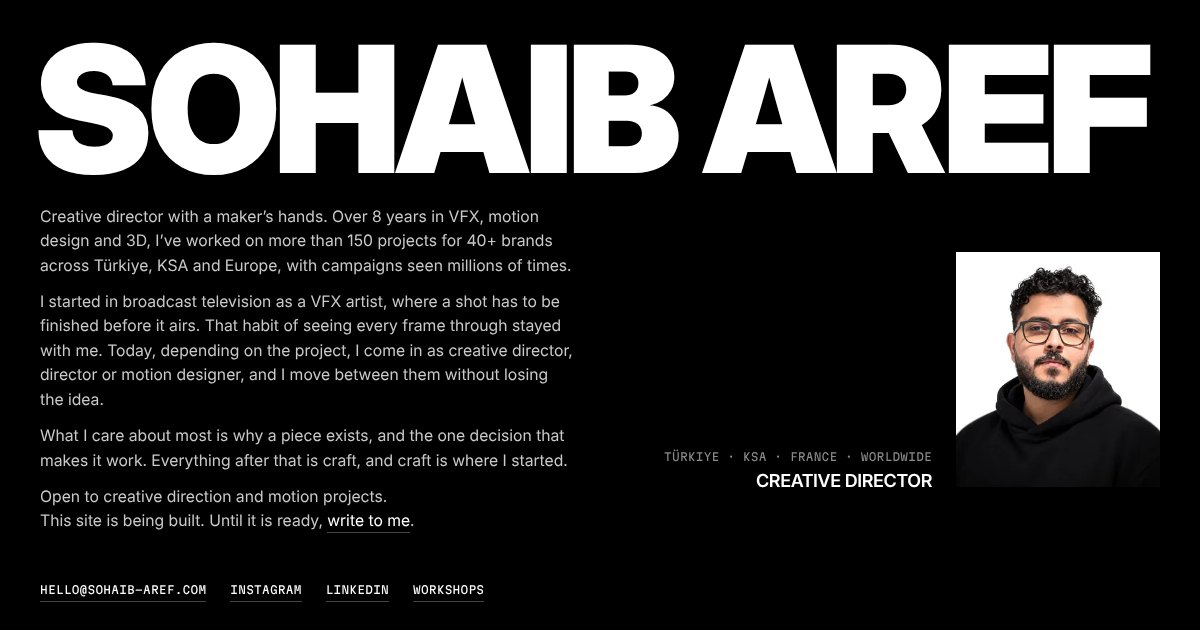 SOHAIB AREF
Creative director with a maker’s hands. Over 8 years in VFX, motion
design and 3D, I’ve worked on more than 150 projects for 40+ brands
across Türkiye, KSA and Europe, with campaigns seen millions of times.
I started in broadcast television as a VFX artist, where a shot has to be
finished before it airs. That habit of seeing every frame through stayed
with me. Today, depending on the project, I come in as creative director,
director or motion designer, and I move between them without losing
the idea.
What I care about most is why a piece exists, and the one decision that
makes it work. Everything after that is craft, and craft is where I started.
Open to creative direction and motion projects.
This site is being built. Until it is ready, write to me.
TÜRKIYE · KSA · FRANCE · WORLDWIDE
CREATIVE DIRECTOR
HELLO@SOHAIB-AREF.COM INSTAGRAM LINKEDIN WORKSHOPS